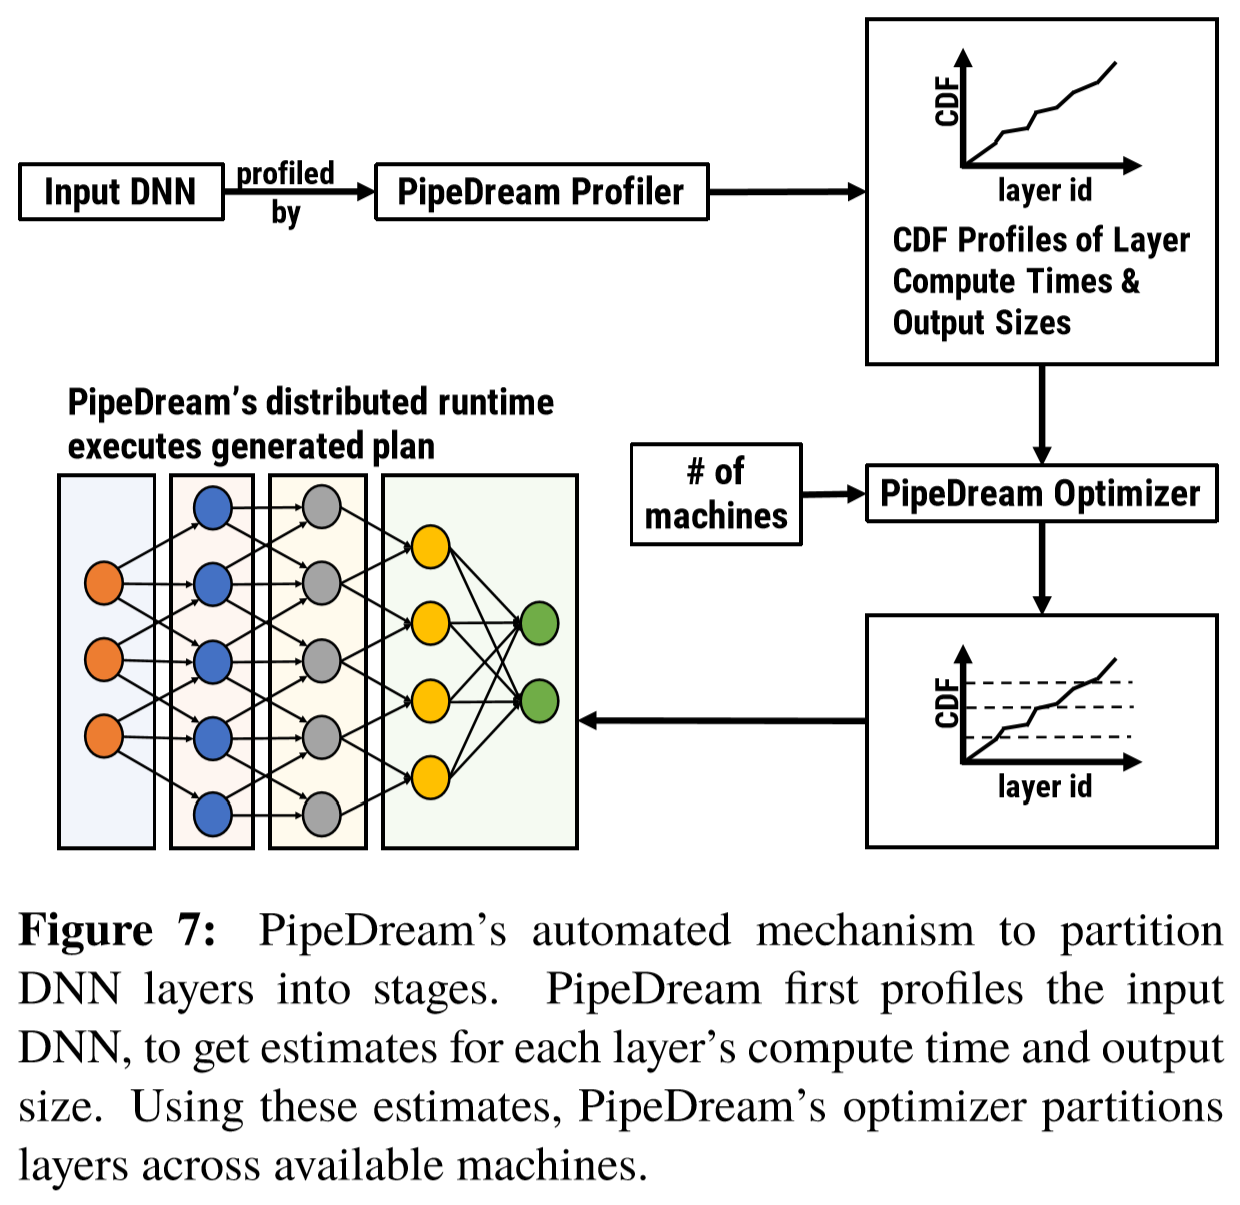 Input DNN
profiled
by
PipeDream Profiler
CDF
layer id
CDF Profiles of Layer
Compute Times &
Output Sizes
PipeDream's distributed runtime
executes generated plan
# of
machines
PipeDream Optimizer
CDF
layer id
Figure 7: PipeDream's automated mechanism to partition
DNN layers into stages. PipeDream first profiles the input
DNN, to get estimates for each layer's compute time and output
size. Using these estimates, PipeDream's optimizer partitions
layers across available machines.